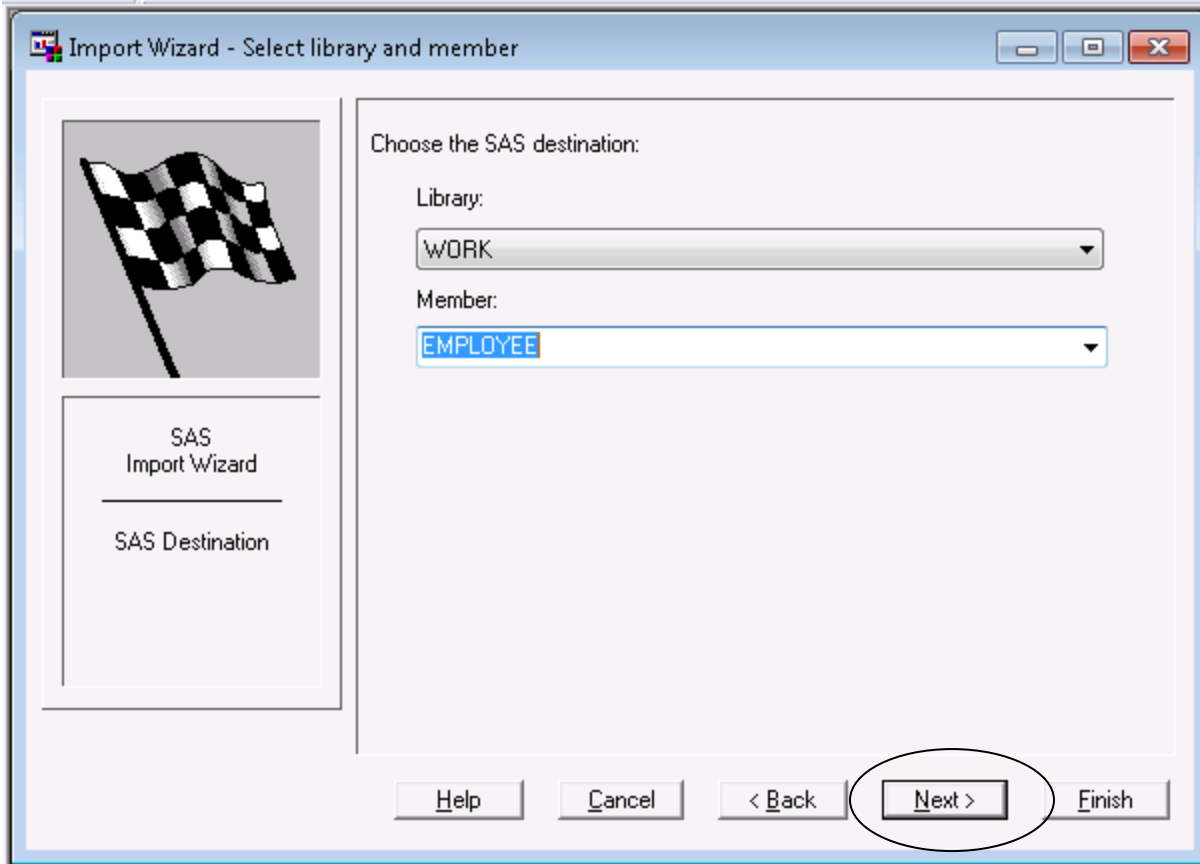 Import Wizard - Select library and member
Choose the SAS destination:
Library:
WORK
Member:
EMPLOYEE
SAS
Import Wizard
SAS Destination
Help
Cancel
< Back
Next >
Finish